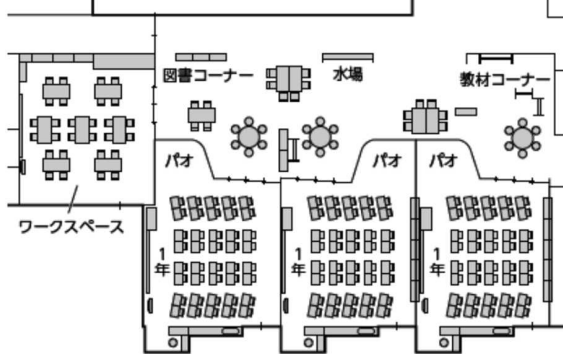 図書コーナー
水場
教材コーナー
パオ
パオ
パオ
ワークスペース
1年
1年
1年